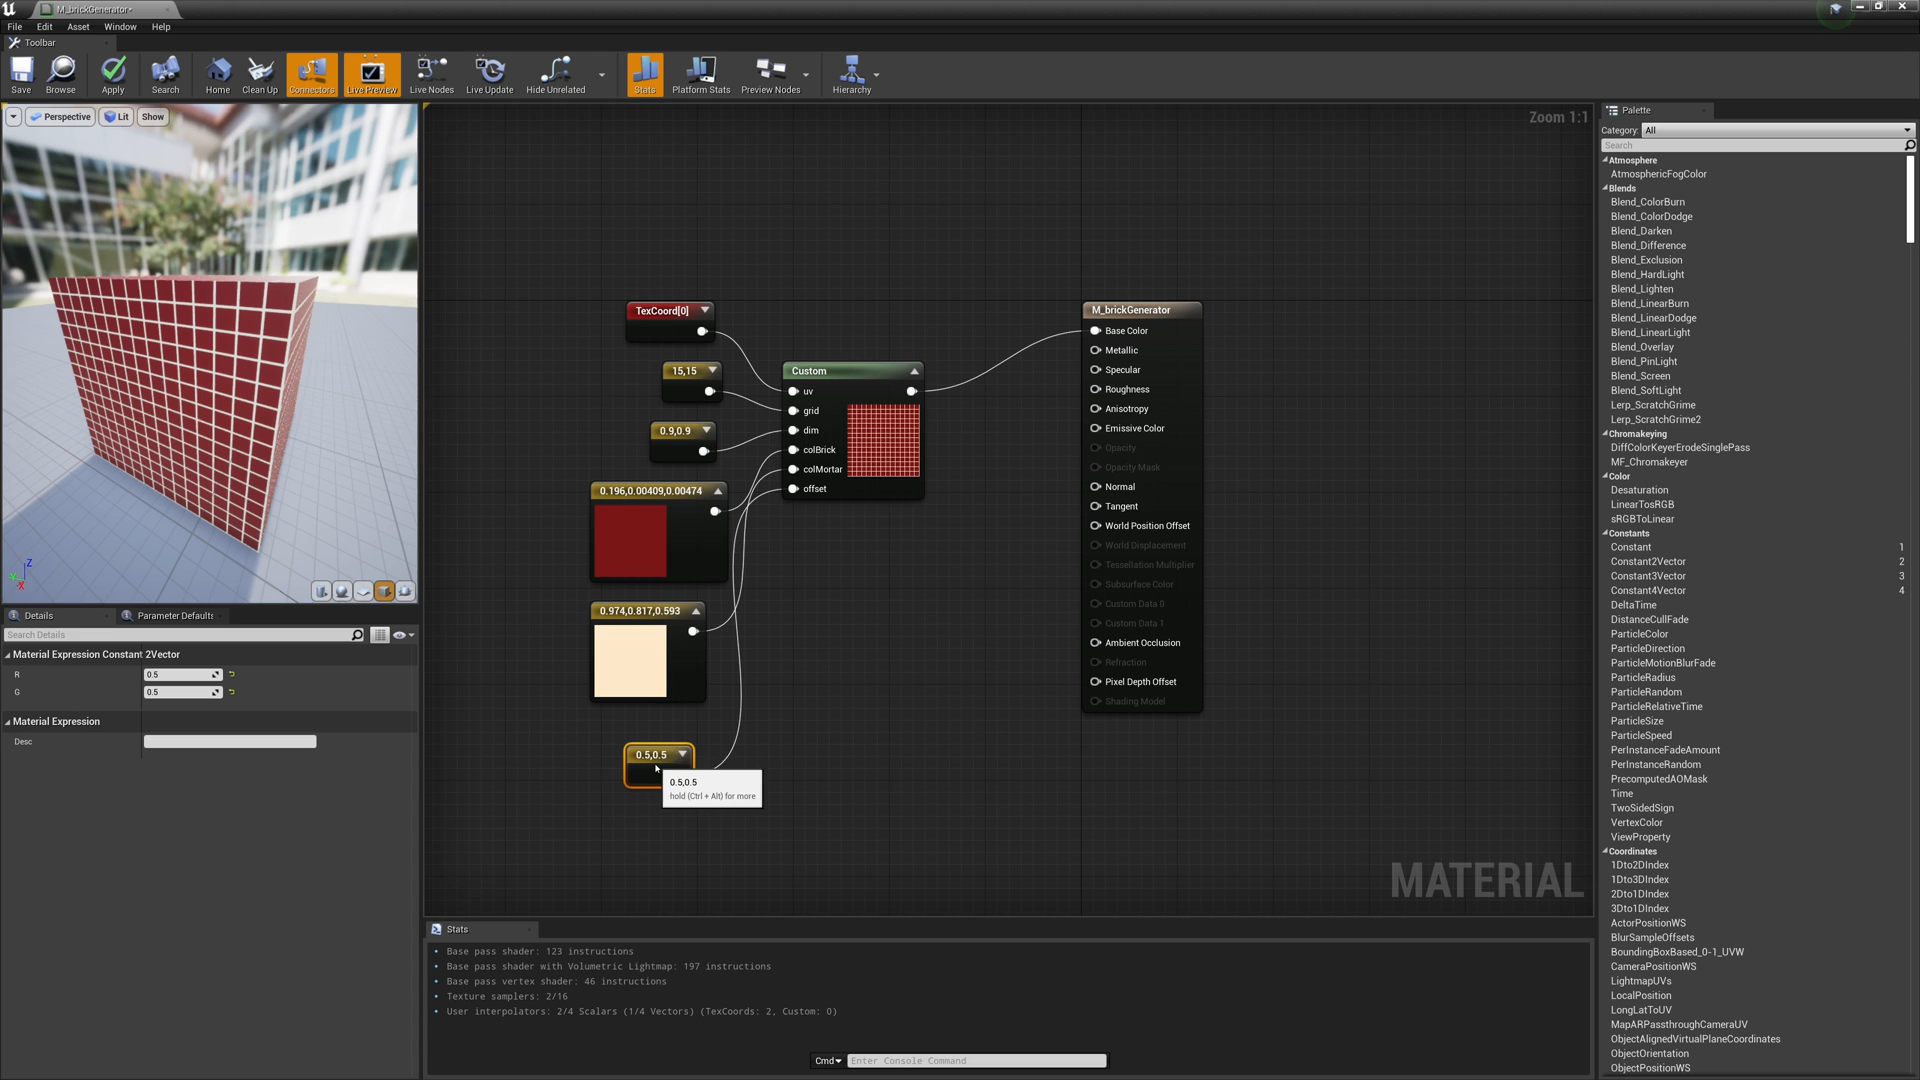 M_brickGenerator*
File Edit Asset Window Help
Toolbar
Save Browse Apply Search Home Clean Up Connectors Live Preview Live Nodes Live Update Hide Unrelated Stats Platform Stats Preview Nodes Hierarchy
Perspective Lit Show
Z
X
Details Parameter Defaults
Search Details
Material Expression Constant 2Vector
R 0.5
G 0.5
Material Expression
Desc
Zoom 1:1
TexCoord[0]
15,15
0.9,0.9
0.196,0.00409,0.00474
0.974,0.817,0.593
0.5,0.5
0.5,0.5
hold (Ctrl + Alt) for more
Custom
uv
grid
dim
colBrick
colMortar
offset
M_brickGenerator
Base Color
Metallic
Specular
Roughness
Anisotropy
Emissive Color
Opacity
Opacity Mask
Normal
Tangent
World Position Offset
World Displacement
Tessellation Multiplier
Subsurface Color
Custom Data 0
Custom Data 1
Ambient Occlusion
Refraction
Pixel Depth Offset
Shading Model
MATERIAL
Stats
Base pass shader: 123 instructions
Base pass shader with Volumetric Lightmap: 197 instructions
Base pass vertex shader: 46 instructions
Texture samplers: 2/16
User interpolators: 2/4 Scalars (1/4 Vectors) (TexCoords: 2, Custom: 0)
Cmd Enter Console Command
Palette
Category: All
Search
Atmosphere
AtmosphericFogColor
Blends
Blend_ColorBurn
Blend_ColorDodge
Blend_Darken
Blend_Difference
Blend_Exclusion
Blend_HardLight
Blend_Lighten
Blend_LinearBurn
Blend_LinearDodge
Blend_LinearLight
Blend_Overlay
Blend_PinLight
Blend_Screen
Blend_SoftLight
Lerp_ScratchGrime
Lerp_ScratchGrime2
Chromakeying
DiffColorKeyerErodeSinglePass
MF_Chromakeyer
Color
Desaturation
LinearTosRGB
sRGBToLinear
Constants
Constant 1
Constant2Vector 2
Constant3Vector 3
Constant4Vector 4
DeltaTime
DistanceCullFade
ParticleColor
ParticleDirection
ParticleMotionBlurFade
ParticleRadius
ParticleRandom
ParticleRelativeTime
ParticleSize
ParticleSpeed
PerInstanceFadeAmount
PerInstanceRandom
PrecomputedAOMask
Time
TwoSidedSign
VertexColor
ViewProperty
Coordinates
1Dto2DIndex
1Dto3DIndex
2Dto1DIndex
3Dto1DIndex
ActorPositionWS
BlurSampleOffsets
BoundingBoxBased_0-1_UVW
CameraPositionWS
LightmapUVs
LocalPosition
LongLatToUV
MapARPassthroughCameraUV
ObjectAlignedVirtualPlaneCoordinates
ObjectOrientation
ObjectPositionWS